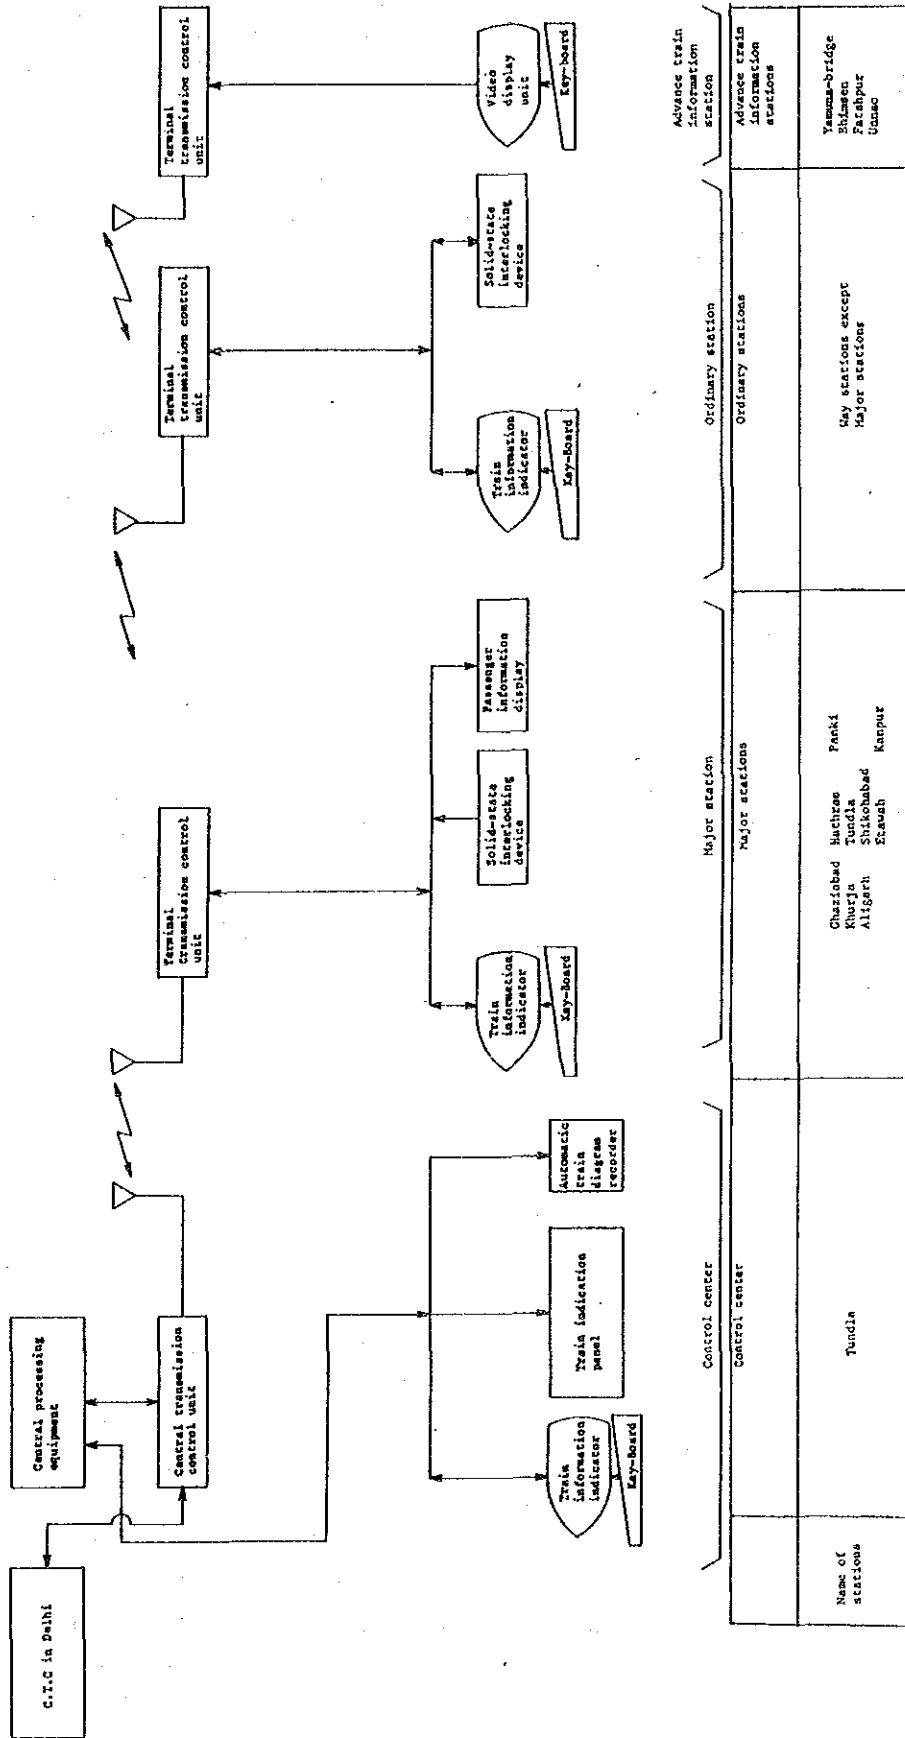 C.T.C in Delhi
Central processing
equipment
Central transmission
control unit
Terminal
transmission control
unit
Terminal
transmission control
unit
Terminal
transmission control
unit
Train
information
indicator
Key-Board
Train indication
panel
Automatic
train
diagram
recorder
Train
information
indicator
Key-Board
Solid-state
interlocking
device
Passenger
information
display
Train
information
indicator
Key-Board
Solid-state
interlocking
device
Video
display
unit
Key-board
Control center
Major station
Ordinary station
Advance train
information
station
Control center
Major stations
Ordinary stations
Advance train
information
stations
Name of
stations
Tundla
Ghaziabad Hathras Panki
Khurja Tundla
Aligarh Shikohabad
Etawah Kanpur
Way stations except
Major stations
Yamuna-bridge
Bhimsen
Fatehpur
Unnao